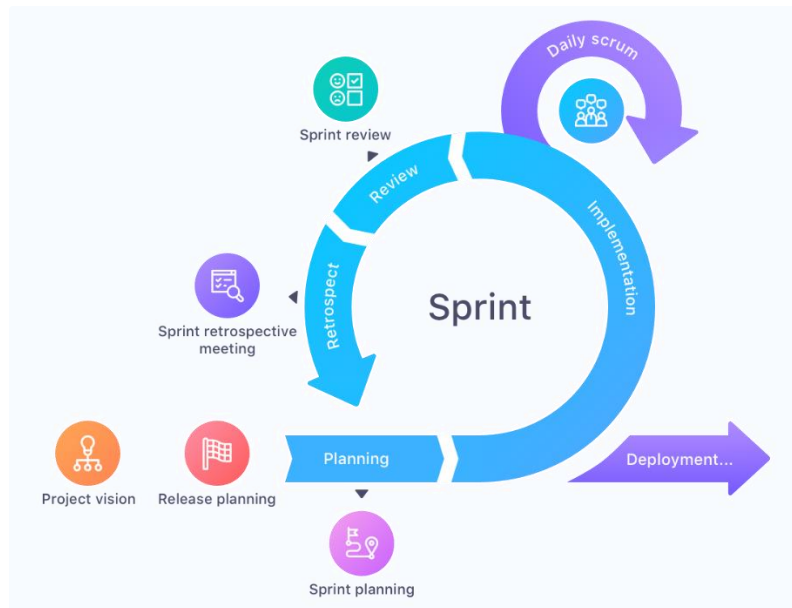 Daily scrum
Sprint review
Review
Implementation
Retrospect
Sprint
Sprint retrospective
meeting
Planning
Deployment...
Project vision
Release planning
Sprint planning